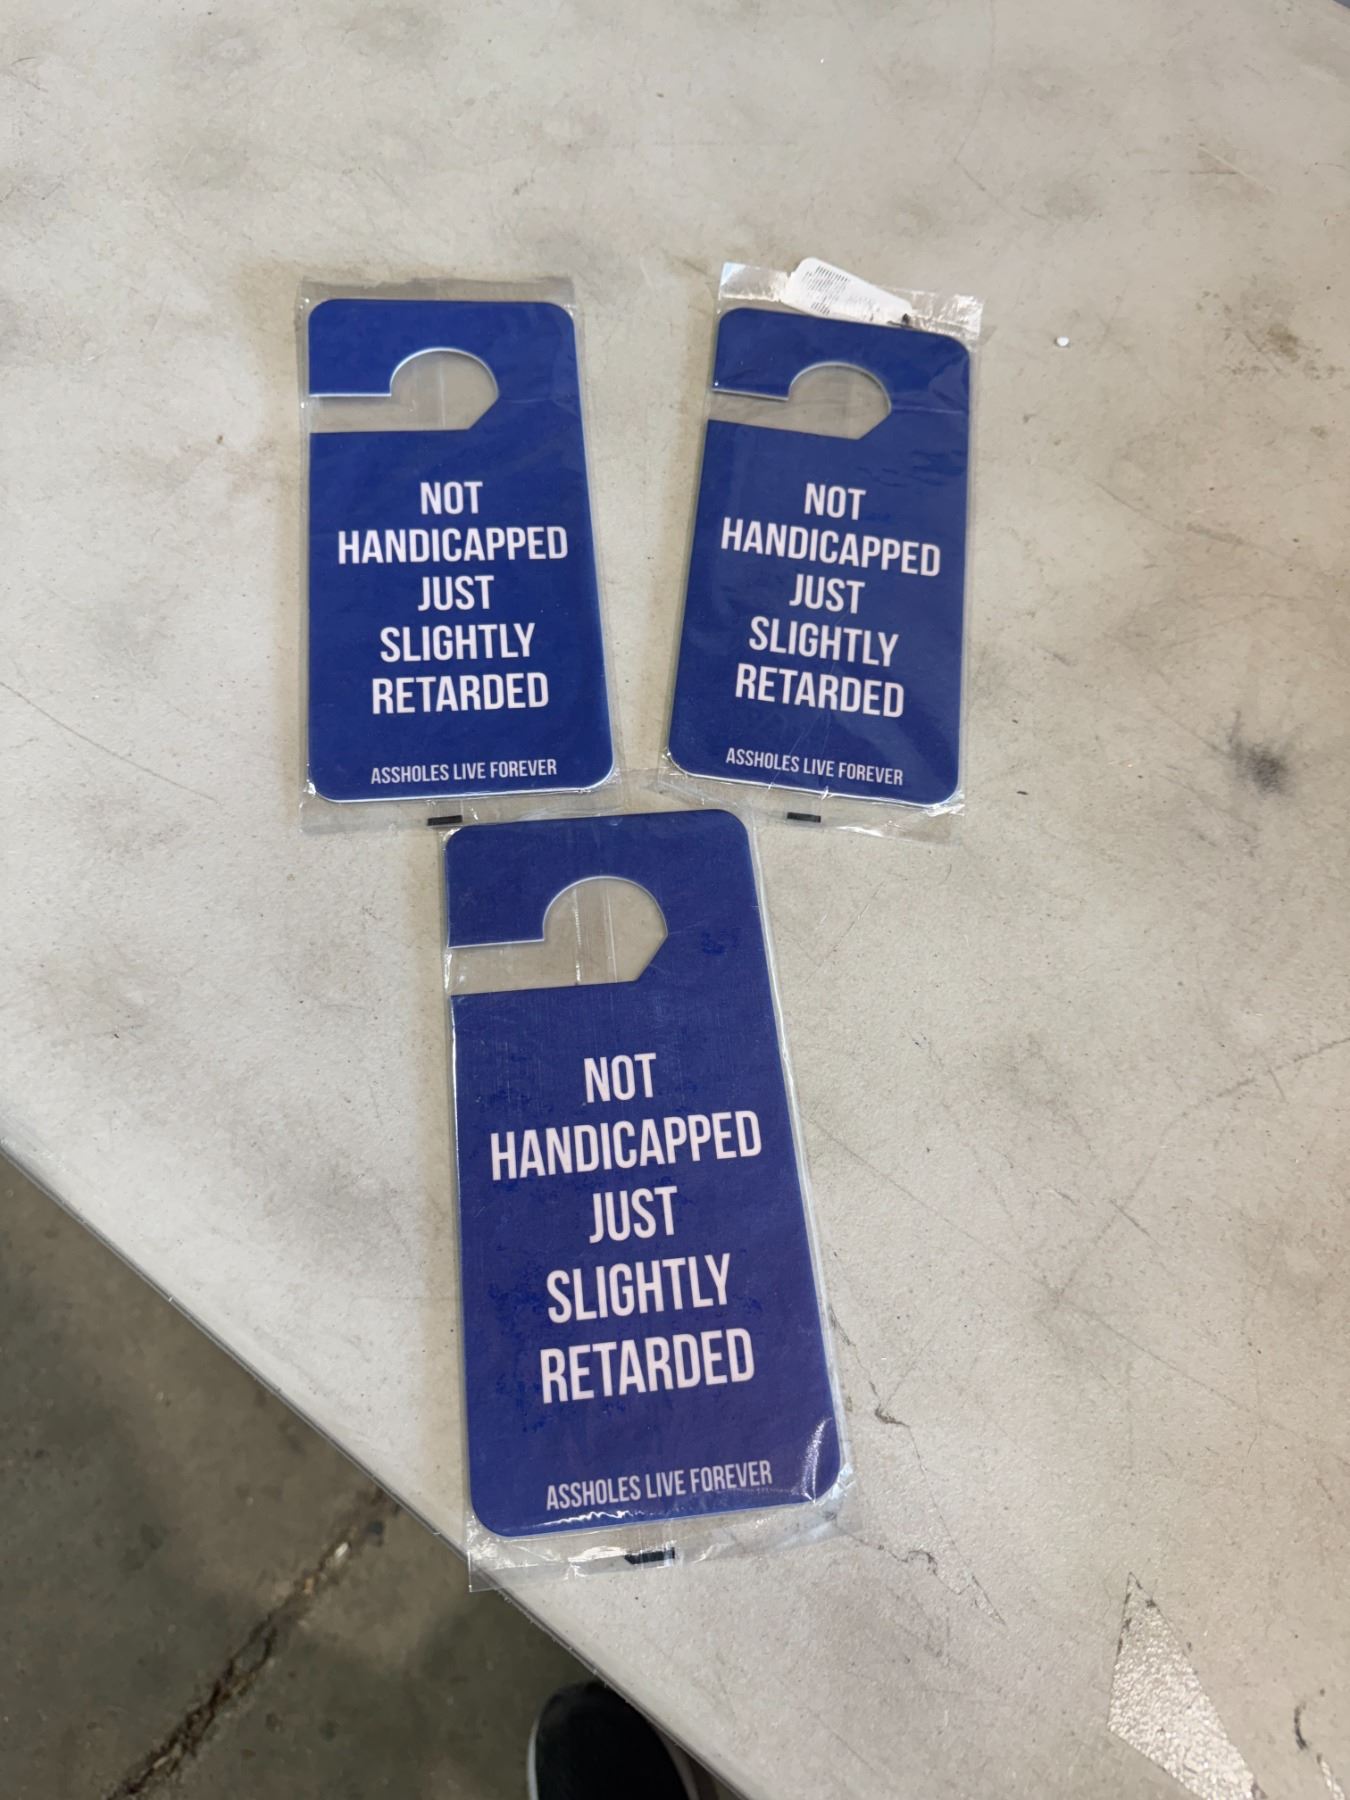 NOT
HANDICAPPED
JUST
SLIGHTLY
RETARDED
ASSHOLES LIVE FOREVER
NOT
HANDICAPPED
JUST
SLIGHTLY
RETARDED
ASSHOLES LIVE FOREVER
NOT
HANDICAPPED
JUST
SLIGHTLY
RETARDED
ASSHOLES LIVE FOREVER